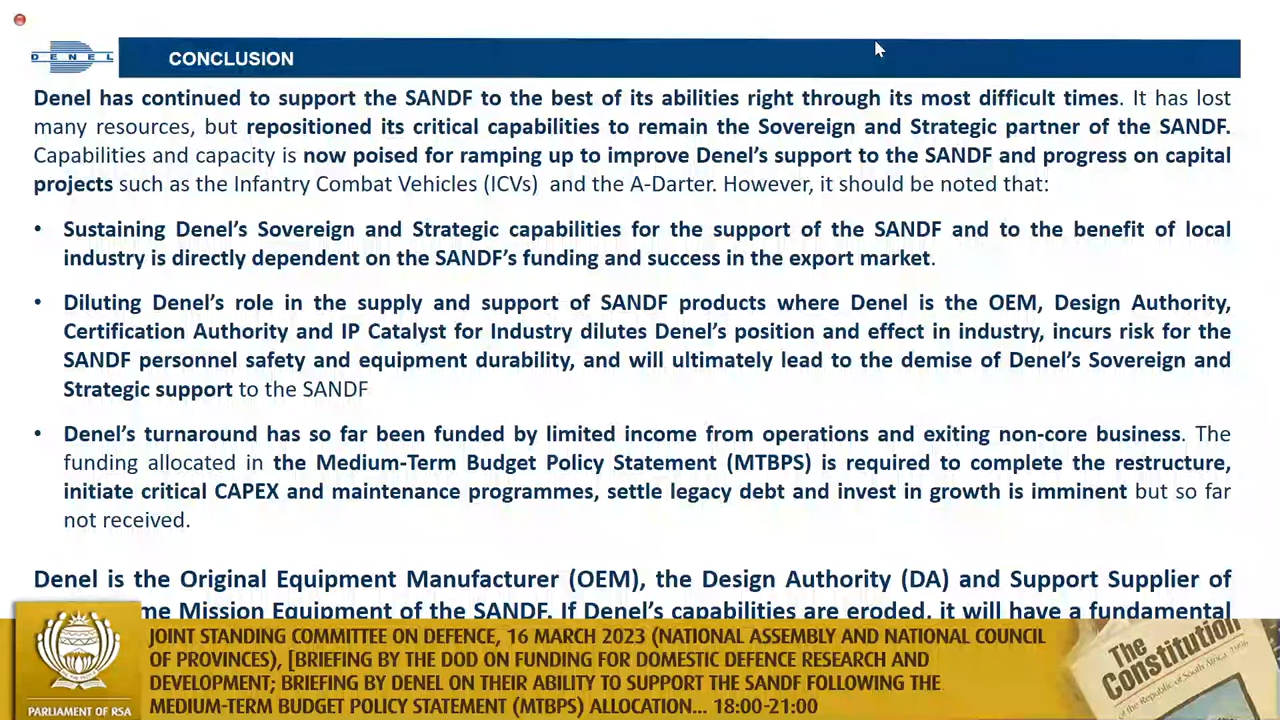 DENEL
CONCLUSION
Denel has continued to support the SANDF to the best of its abilities right through its most difficult times. It has lost
many resources, but repositioned its critical capabilities to remain the Sovereign and Strategic partner of the SANDF.
Capabilities and capacity is now poised for ramping up to improve Denel's support to the SANDF and progress on capital
projects such as the Infantry Combat Vehicles (ICVs) and the A-Darter. However, it should be noted that:
• Sustaining Denel's Sovereign and Strategic capabilities for the support of the SANDF and to the benefit of local
industry is directly dependent on the SANDF's funding and success in the export market.
• Diluting Denel's role in the supply and support of SANDF products where Denel is the OEM, Design Authority,
Certification Authority and IP Catalyst for Industry dilutes Denel's position and effect in industry, incurs risk for the
SANDF personnel safety and equipment durability, and will ultimately lead to the demise of Denel's Sovereign and
Strategic support to the SANDF
• Denel's turnaround has so far been funded by limited income from operations and exiting non-core business. The
funding allocated in the Medium-Term Budget Policy Statement (MTBPS) is required to complete the restructure,
initiate critical CAPEX and maintenance programmes, settle legacy debt and invest in growth is imminent but so far
not received.
Denel is the Original Equipment Manufacturer (OEM), the Design Authority (DA) and Support Supplier of
Mission Equipment of the SANDF. If Denel's capabilities are eroded, it will have a fundamental
JOINT STANDING COMMITTEE ON DEFENCE, 16 MARCH 2023 (NATIONAL ASSEMBLY AND NATIONAL COUNCIL
OF PROVINCES), [BRIEFING BY THE DOD ON FUNDING FOR DOMESTIC DEFENCE RESEARCH AND
DEVELOPMENT; BRIEFING BY DENEL ON THEIR ABILITY TO SUPPORT THE SANDF FOLLOWING THE
MEDIUM-TERM BUDGET POLICY STATEMENT (MTBPS) ALLOCATION... 18:00-21:00
PARLIAMENT OF RSA
The
Constitution
of the Republic of South Africa, 1996